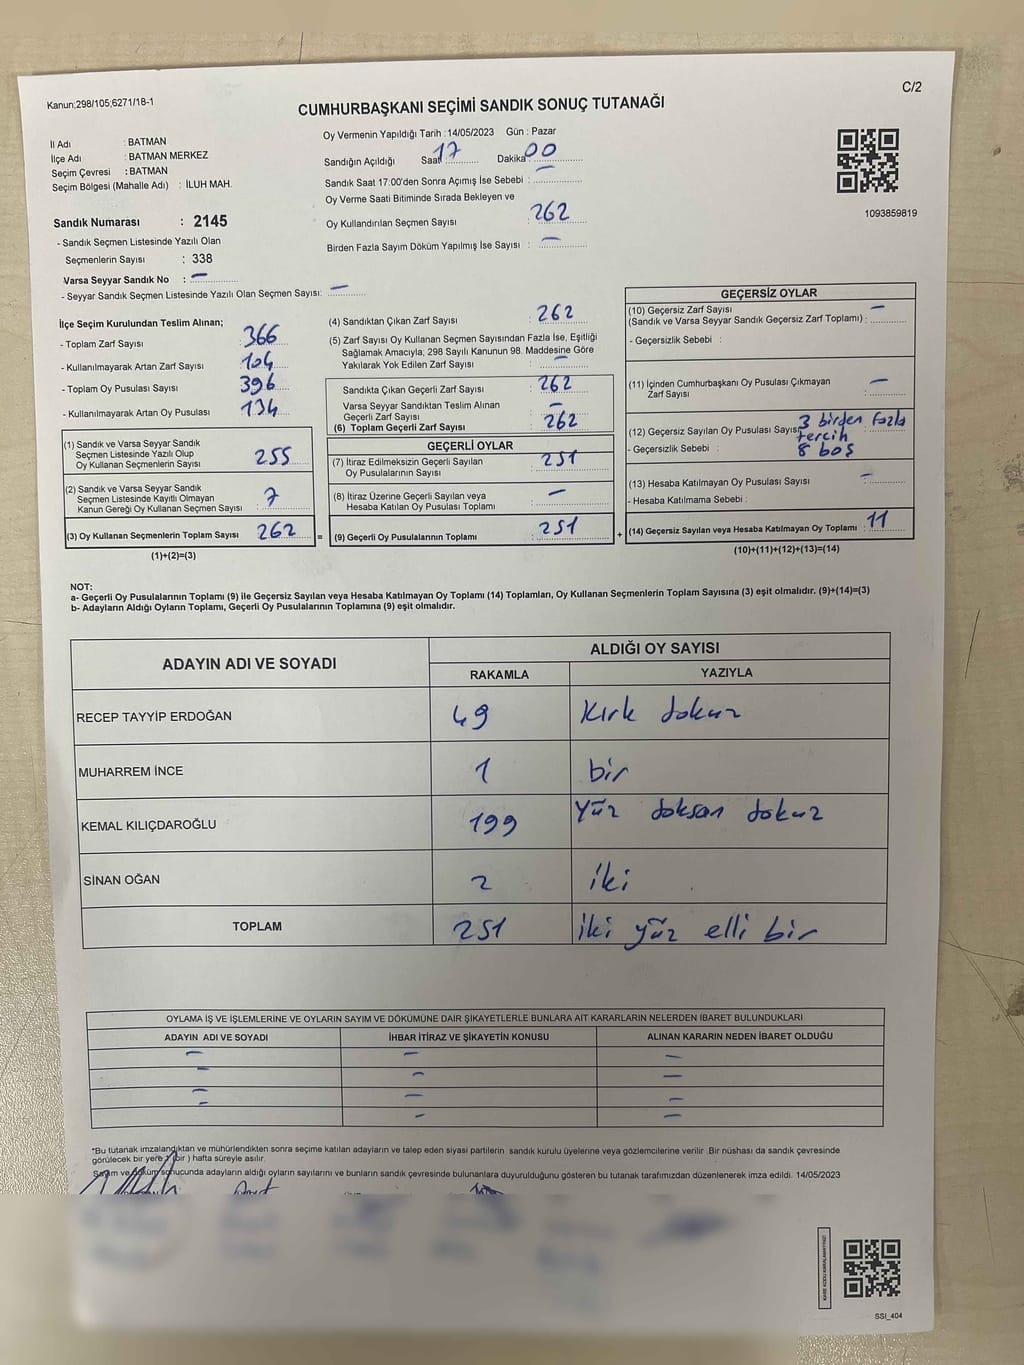 Kanun;298/105;6271/18-1
C/2
CUMHURBAŞKANI SEÇİMİ SANDIK SONUÇ TUTANAĞI
İl Adı : BATMAN
İlçe Adı : BATMAN MERKEZ
Seçim Çevresi : BATMAN
Seçim Bölgesi (Mahalle Adı) : İLUH MAH.
Sandık Numarası : 2145
- Sandık Seçmen Listesinde Yazılı Olan
Seçmenlerin Sayısı : 338
Varsa Seyyar Sandık No : —
- Seyyar Sandık Seçmen Listesinde Yazılı Olan Seçmen Sayısı: —
Oy Vermenin Yapıldığı Tarih : 14/05/2023 Gün : Pazar
Sandığın Açıldığı Saat 17 Dakika 00
Sandık Saat 17:00'den Sonra Açımış İse Sebebi : —
Oy Verme Saati Bitiminde Sırada Bekleyen ve
Oy Kullandırılan Seçmen Sayısı : 262
Birden Fazla Sayım Döküm Yapılmış İse Sayısı : —
1093859819
İlçe Seçim Kurulundan Teslim Alınan;
- Toplam Zarf Sayısı : 366
- Kullanılmayarak Artan Zarf Sayısı : 104
- Toplam Oy Pusulası Sayısı : 396
- Kullanılmayarak Artan Oy Pusulası : 134
(1) Sandık ve Varsa Seyyar Sandık
Seçmen Listesinde Yazılı Olup
Oy Kullanan Seçmenlerin Sayısı : 255
(2) Sandık ve Varsa Seyyar Sandık
Seçmen Listesinde Kayıtlı Olmayan
Kanun Gereği Oy Kullanan Seçmen Sayısı : 7
(3) Oy Kullanan Seçmenlerin Toplam Sayısı : 262
(1)+(2)=(3)
=
(4) Sandıktan Çıkan Zarf Sayısı : 262
(5) Zarf Sayısı Oy Kullanan Seçmen Sayısından Fazla İse, Eşitliği
Sağlamak Amacıyla, 298 Sayılı Kanunun 98. Maddesine Göre
Yakılarak Yok Edilen Zarf Sayısı : —
Sandıkta Çıkan Geçerli Zarf Sayısı : 262
Varsa Seyyar Sandıktan Teslim Alınan
Geçerli Zarf Sayısı : —
(6) Toplam Geçerli Zarf Sayısı : 262
GEÇERLİ OYLAR
(7) İtiraz Edilmeksizin Geçerli Sayılan
Oy Pusulalarının Sayısı : 251
(8) İtiraz Üzerine Geçerli Sayılan veya
Hesaba Katılan Oy Pusulası Toplamı : —
(9) Geçerli Oy Pusulalarının Toplamı : 251
+
GEÇERSİZ OYLAR
(10) Geçersiz Zarf Sayısı —
(Sandık ve Varsa Seyyar Sandık Geçersiz Zarf Toplamı) :
- Geçersizlik Sebebi :
(11) İçinden Cumhurbaşkanı Oy Pusulası Çıkmayan
Zarf Sayısı : —
(12) Geçersiz Sayılan Oy Pusulası Sayısı : 3 birden fazla
tercih
- Geçersizlik Sebebi : 8 boş
(13) Hesaba Katılmayan Oy Pusulası Sayısı : —
- Hesaba Katılmama Sebebi :
(14) Geçersiz Sayılan veya Hesaba Katılmayan Oy Toplamı : 11
(10)+(11)+(12)+(13)=(14)
NOT:
a- Geçerli Oy Pusulalarının Toplamı (9) ile Geçersiz Sayılan veya Hesaba Katılmayan Oy Toplamı (14) Toplamları, Oy Kullanan Seçmenlerin Toplam Sayısına (3) eşit olmalıdır. (9)+(14)=(3)
b- Adayların Aldığı Oyların Toplamı, Geçerli Oy Pusulalarının Toplamına (9) eşit olmalıdır.
ADAYIN ADI VE SOYADI ALDIĞI OY SAYISI
RAKAMLA YAZIYLA
RECEP TAYYİP ERDOĞAN 49 Kırk dokuz
MUHARREM İNCE 1 bir
KEMAL KILIÇDAROĞLU 199 Yüz doksan dokuz
SİNAN OĞAN 2 iki
TOPLAM 251 iki yüz elli bir
OYLAMA İŞ VE İŞLEMLERİNE VE OYLARIN SAYIM VE DÖKÜMÜNE DAİR ŞİKAYETLERLE BUNLARA AİT KARARLARIN NELERDEN İBARET BULUNDUKLARI
ADAYIN ADI VE SOYADI İHBAR İTİRAZ VE ŞİKAYETİN KONUSU ALINAN KARARIN NEDEN İBARET OLDUĞU
— — —
— — —
— — —
— — —
*Bu tutanak imzalandıktan ve mühürlendikten sonra seçime katılan adayların ve talep eden siyasi partilerin sandık kurulu üyelerine veya gözlemcilerine verilir .Bir nüshası da sandık çevresinde
görülecek bir yere 1 (bir ) hafta süreyle asılır.
Sayım ve döküm sonucunda adayların aldığı oyların sayılarını ve bunların sandık çevresinde bulunanlara duyurulduğunu gösteren bu tutanak tarafımızdan düzenlenerek imza edildi. 14/05/2023
SSI_404